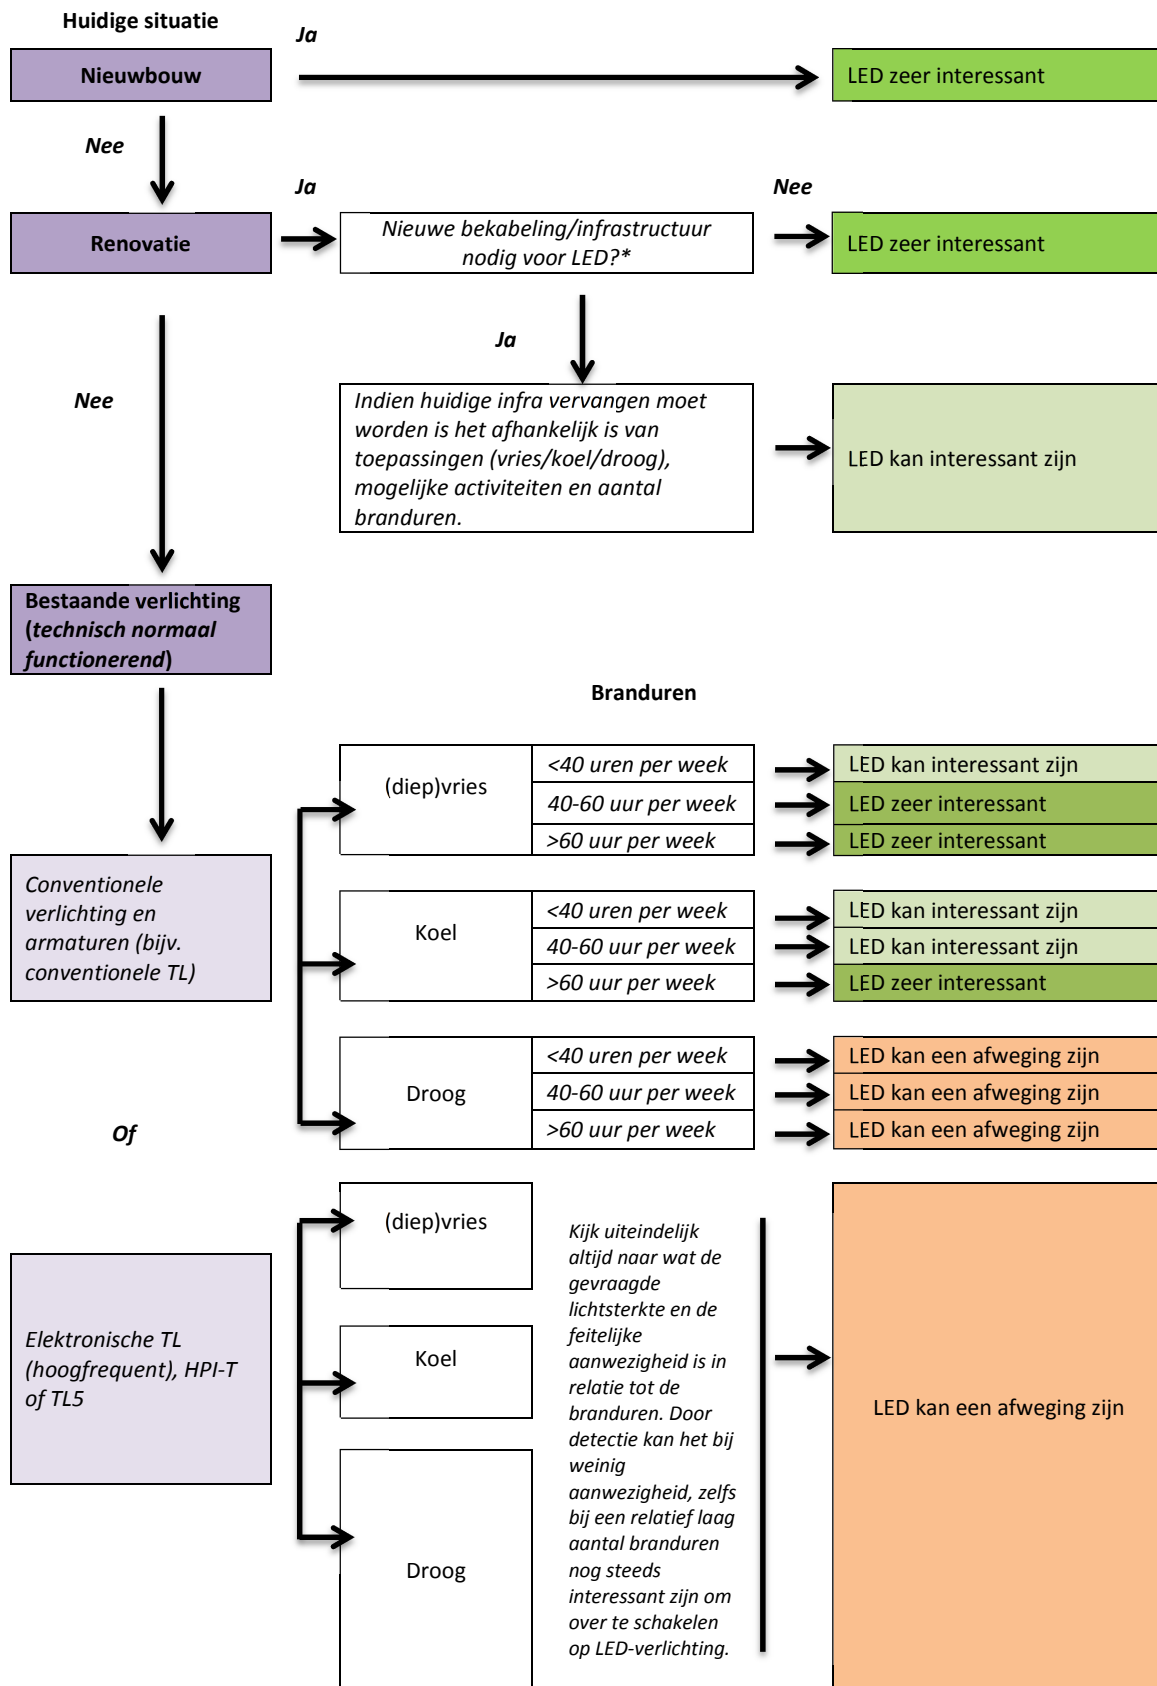 Huidige situatie
Ja
Nieuwbouw
LED zeer interessant
Nee
Ja
Nee
Renovatie
Nieuwe bekabeling/infrastructuur
nodig voor LED?*
LED zeer interessant
Ja
Nee
Indien huidige infra vervangen moet
worden is het afhankelijk is van
toepassingen (vries/koel/droog),
mogelijke activiteiten en aantal
branduren.
LED kan interessant zijn
Bestaande verlichting
(technisch normaal
functionerend)
Branduren
(diep)vries
<40 uren per week
LED kan interessant zijn
40-60 uur per week
LED zeer interessant
>60 uur per week
LED zeer interessant
Conventionele
verlichting en
armaturen (bijv.
conventionele TL)
Koel
<40 uren per week
LED kan interessant zijn
40-60 uur per week
LED kan interessant zijn
>60 uur per week
LED zeer interessant
Droog
<40 uren per week
LED kan een afweging zijn
40-60 uur per week
LED kan een afweging zijn
>60 uur per week
LED kan een afweging zijn
Of
Elektronische TL
(hoogfrequent), HPI-T
of TL5
(diep)vries
Koel
Droog
Kijk uiteindelijk
altijd naar wat de
gevraagde
lichtsterkte en de
feitelijke
aanwezigheid is in
relatie tot de
branduren. Door
detectie kan het bij
weinig
aanwezigheid, zelfs
bij een relatief laag
aantal branduren
nog steeds
interessant zijn om
over te schakelen
op LED-verlichting.
LED kan een afweging zijn